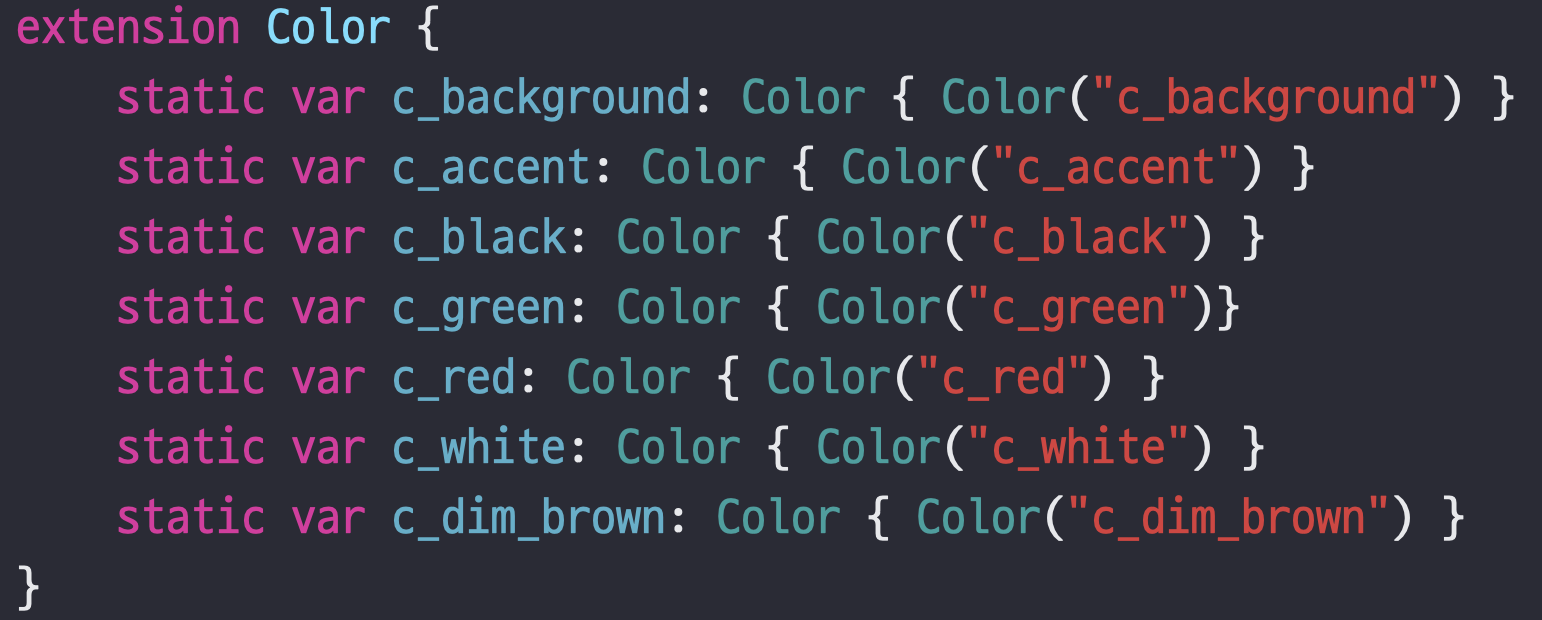 extension Color {
    static var c_background: Color { Color("c_background") }
    static var c_accent: Color { Color("c_accent") }
    static var c_black: Color { Color("c_black") }
    static var c_green: Color { Color("c_green")}
    static var c_red: Color { Color("c_red") }
    static var c_white: Color { Color("c_white") }
    static var c_dim_brown: Color { Color("c_dim_brown") }
}